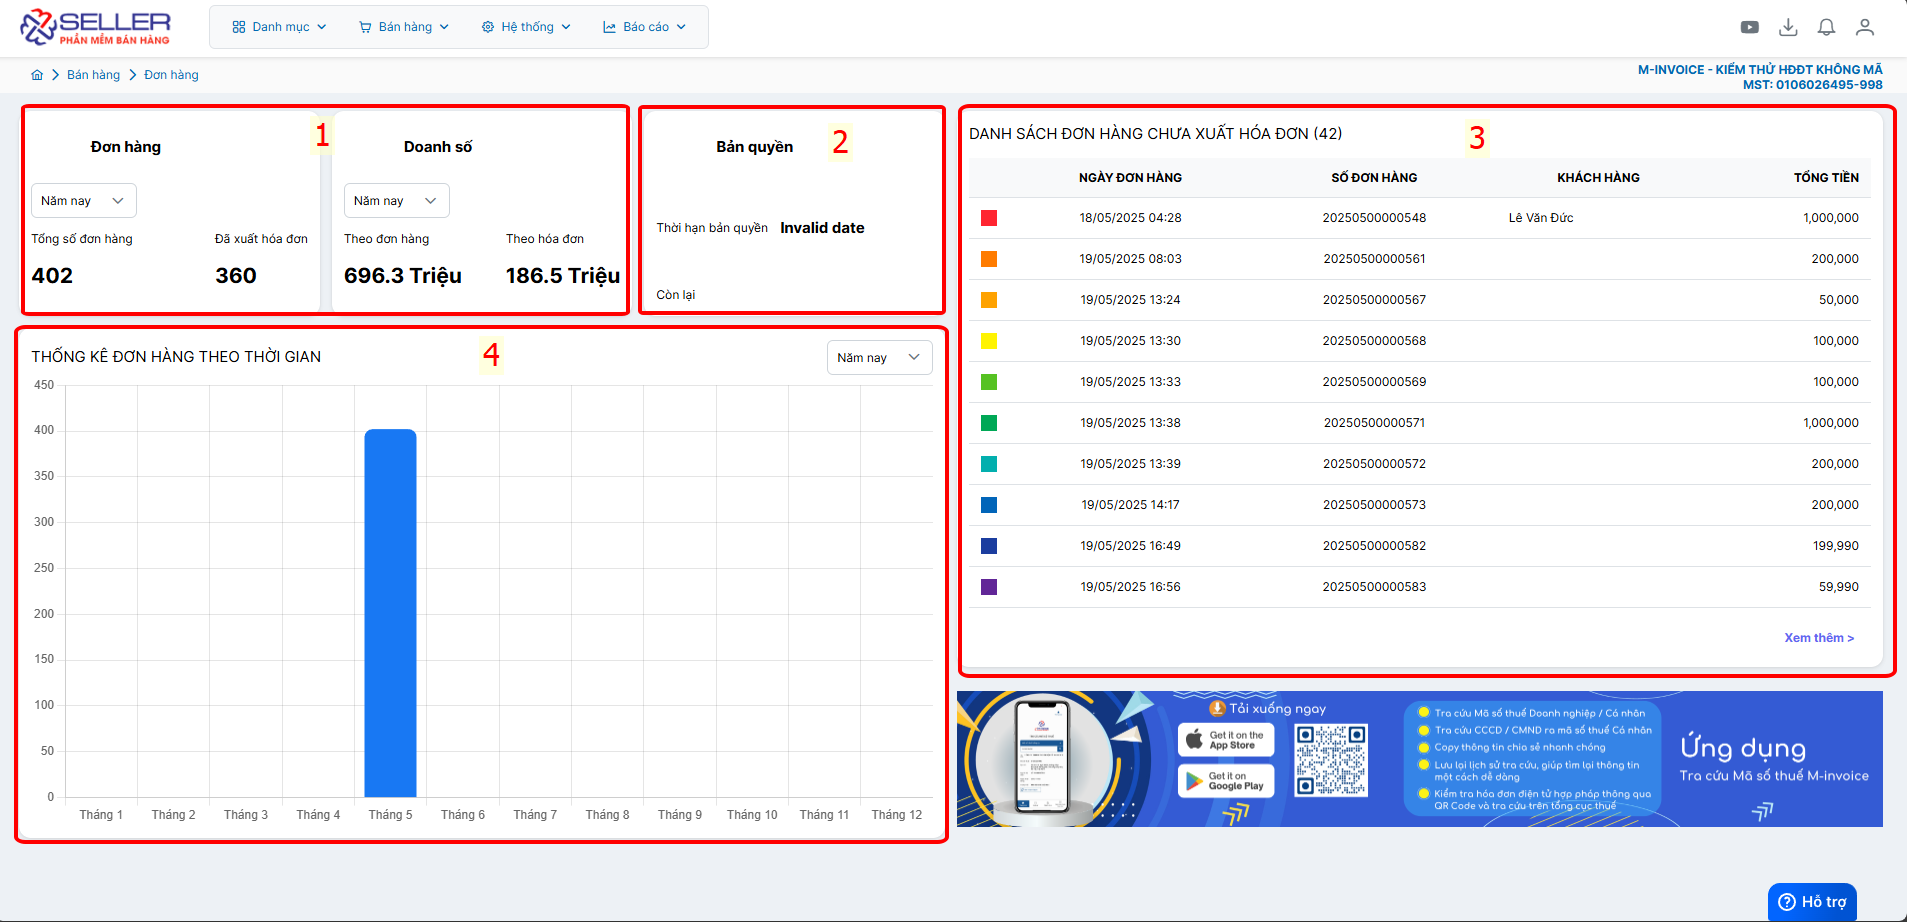 SELLER
PHẦN MỀM BÁN HÀNG
Danh mục
Bán hàng
Hệ thống
Báo cáo
Bán hàng
Đơn hàng
M-INVOICE - KIỂM THỬ HĐĐT KHÔNG MÃ
MST: 0106026495-998
Đơn hàng
1
Doanh số
Năm nay
Năm nay
Tổng số đơn hàng
Đã xuất hóa đơn
Theo đơn hàng
Theo hóa đơn
402
360
696.3 Triệu
186.5 Triệu
Bản quyền
2
Thời hạn bản quyền
Invalid date
Còn lại
DANH SÁCH ĐƠN HÀNG CHƯA XUẤT HÓA ĐƠN (42)
3
NGÀY ĐƠN HÀNG SỐ ĐƠN HÀNG KHÁCH HÀNG TỔNG TIỀN
18/05/2025 04:28 20250500000548 Lê Văn Đức 1,000,000
19/05/2025 08:03 20250500000561 200,000
19/05/2025 13:24 20250500000567 50,000
19/05/2025 13:30 20250500000568 100,000
19/05/2025 13:33 20250500000569 100,000
19/05/2025 13:38 20250500000571 1,000,000
19/05/2025 13:39 20250500000572 200,000
19/05/2025 14:17 20250500000573 200,000
19/05/2025 16:49 20250500000582 199,990
19/05/2025 16:56 20250500000583 59,990
Xem thêm >
THỐNG KÊ ĐƠN HÀNG THEO THỜI GIAN
4
Năm nay
450
400
350
300
250
200
150
100
50
0
Tháng 1 Tháng 2 Tháng 3 Tháng 4 Tháng 5 Tháng 6 Tháng 7 Tháng 8 Tháng 9 Tháng 10 Tháng 11 Tháng 12
Tải xuống ngay
Get it on the
App Store
Get it on
Google Play
Tra cứu Mã số thuế Doanh nghiệp / Cá nhân
Tra cứu CCCD / CMND ra mã số thuế Cá nhân
Copy thông tin chia sẻ nhanh chóng
Lưu lại lịch sử tra cứu, giúp tìm lại thông tin
một cách dễ dàng
Kiểm tra hóa đơn điện tử hợp pháp thông qua
QR Code và tra cứu trên tổng cục thuế
Ứng dụng
Tra cứu Mã số thuế M-invoice
Hỗ trợ